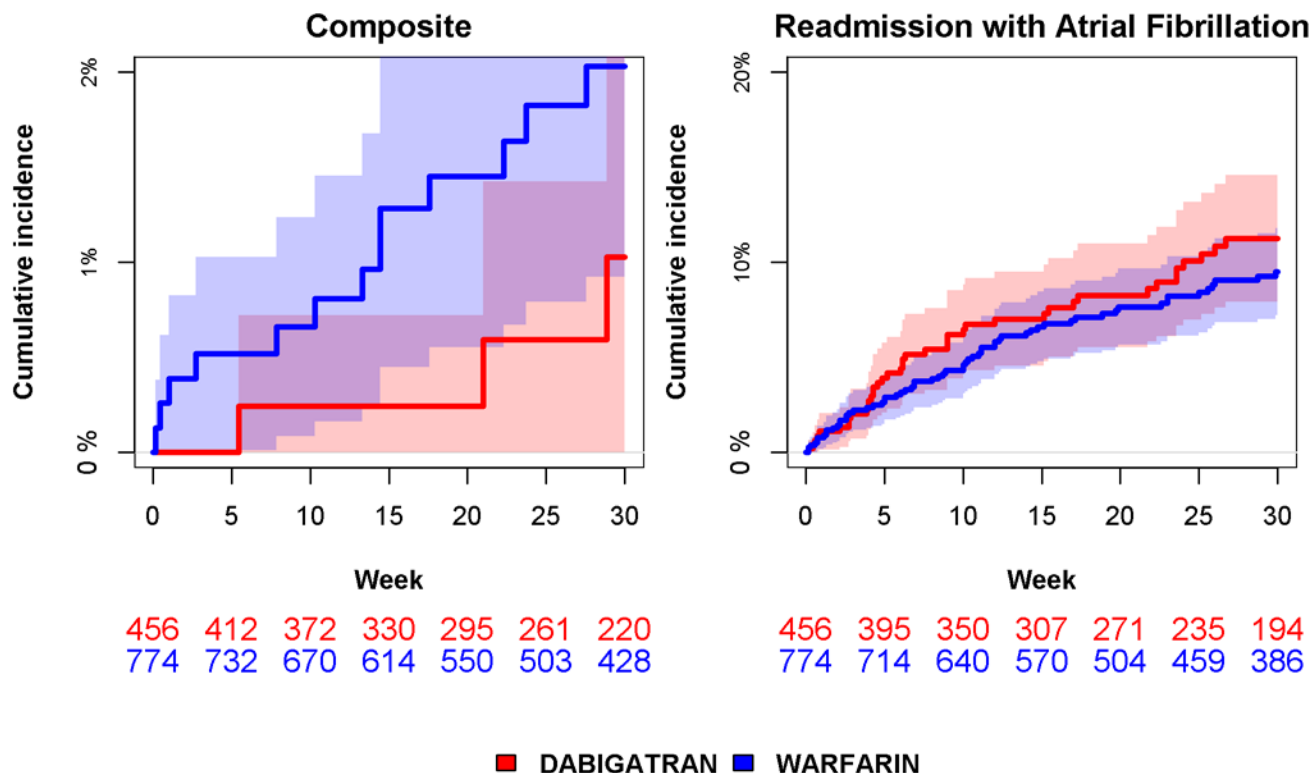 Composite
Readmission with Atrial Fibrillation
Cumulative incidence
0 %
1%
2%
0
5
10
15
20
25
30
Week
456 412 372 330 295 261 220
774 732 670 614 550 503 428
Cumulative incidence
0 %
10%
20%
0
5
10
15
20
25
30
Week
456 395 350 307 271 235 194
774 714 640 570 504 459 386
DABIGATRAN WARFARIN